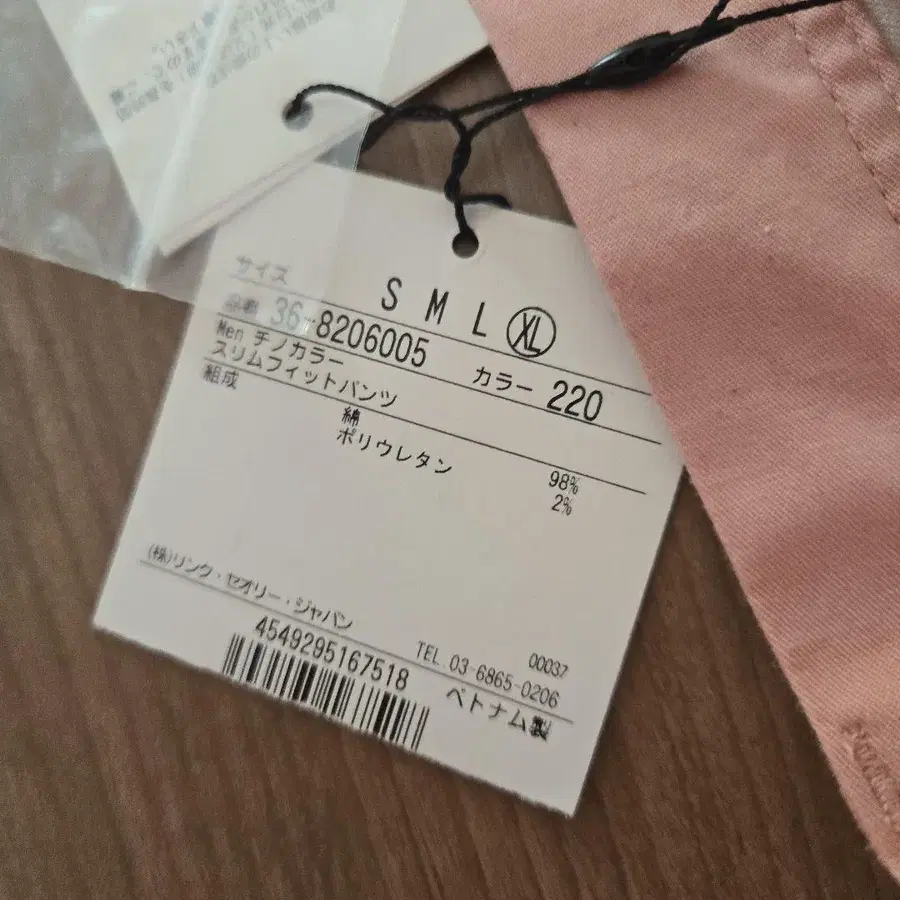 サイズ S M L XL
品番 36-8206005 カラー 220
Men チノカラー
スリムフィットパンツ
組成
綿 98%
ポリウレタン 2%
(株)リンク・セオリー・ジャパン
TEL.03-6865-0206
00037
4549295167518
ベトナム製